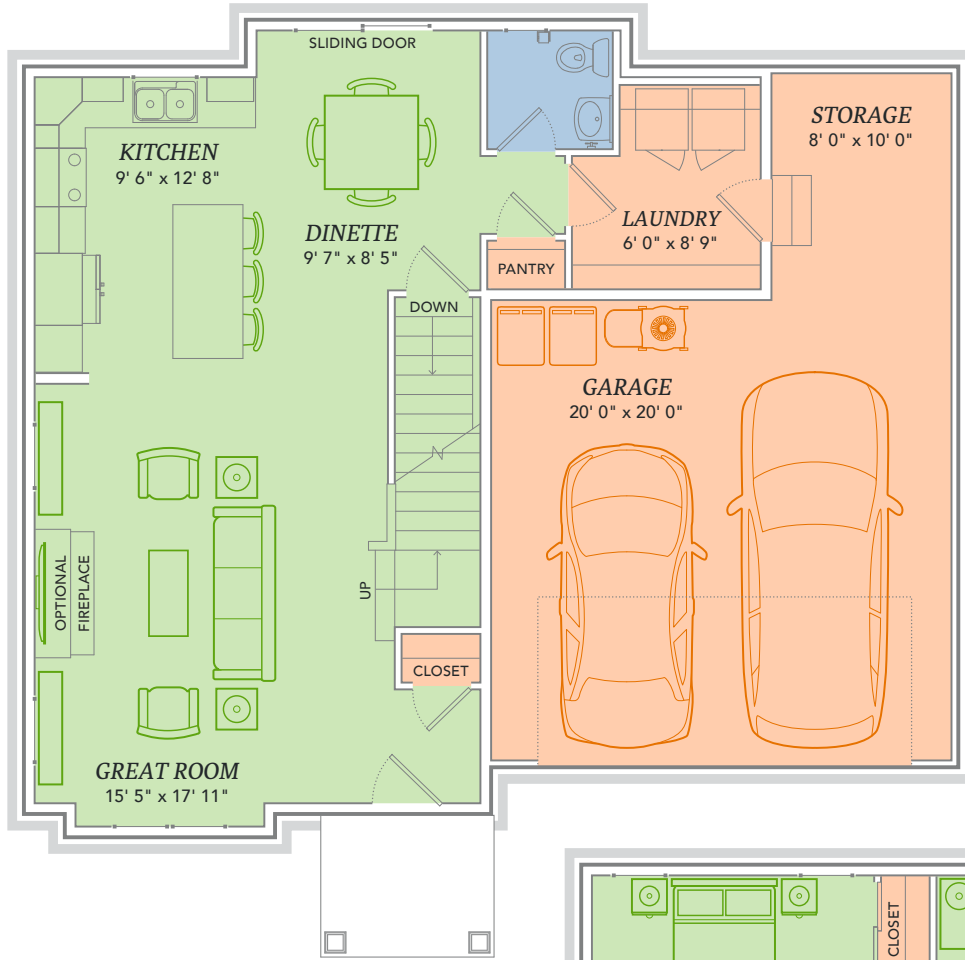 SLIDING DOOR
STORAGE
8' 0" x 10' 0"
KITCHEN
9' 6" x 12' 8"
DINETTE
9' 7" x 8' 5"
LAUNDRY
6' 0" x 8' 9"
PANTRY
DOWN
GARAGE
20' 0" x 20' 0"
OPTIONAL
FIREPLACE
UP
CLOSET
GREAT ROOM
15' 5" x 17' 11"
CLOSET